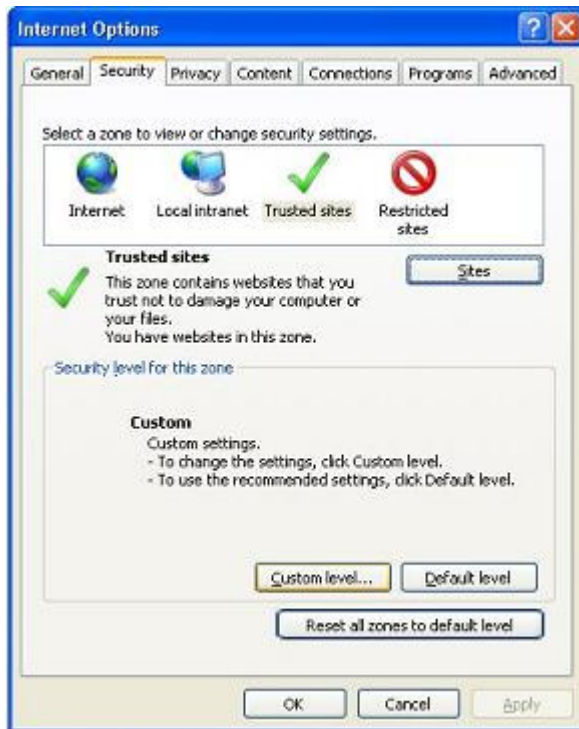 Internet Options
General Security Privacy Content Connections Programs Advanced
Select a zone to view or change security settings.
Internet Local intranet Trusted sites Restricted sites
Trusted sites
Sites
This zone contains websites that you
trust not to damage your computer or
your files.
You have websites in this zone.
Security level for this zone
Custom
Custom settings.
- To change the settings, click Custom level.
- To use the recommended settings, click Default level.
Custom level... Default level
Reset all zones to default level
OK Cancel Apply